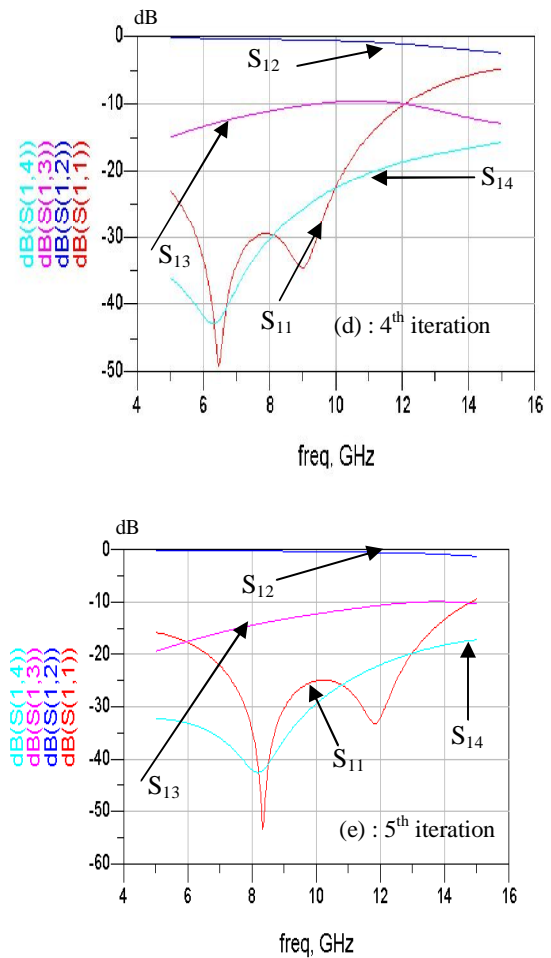 dB
0
-10
-20
-30
-40
-50
S12
S14
S13
S11
(d) : 4th iteration
dB(S(1,4))
dB(S(1,3))
dB(S(1,2))
dB(S(1,1))
4 6 8 10 12 14 16
freq, GHz
dB
0
-10
-20
-30
-40
-50
-60
S12
S14
S11
S13
(e) : 5th iteration
dB(S(1,4))
dB(S(1,3))
dB(S(1,2))
dB(S(1,1))
4 6 8 10 12 14 16
freq, GHz